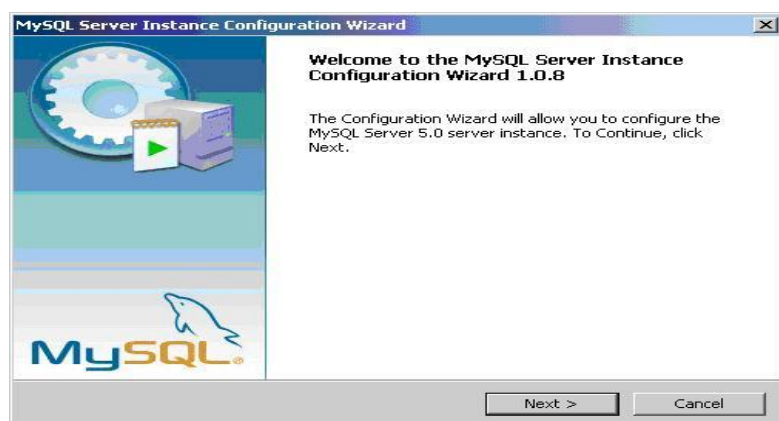 MySQL Server Instance Configuration Wizard
Welcome to the MySQL Server Instance
Configuration Wizard 1.0.8
The Configuration Wizard will allow you to configure the
MySQL Server 5.0 server instance. To Continue, click
Next.
MySQL®
Next >
Cancel